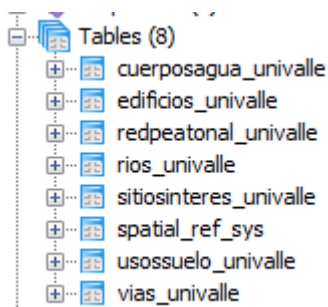 Tables (8)
cuerposagua_univalle
edificios_univalle
redpeatonal_univalle
rios_univalle
sitiosinteres_univalle
spatial_ref_sys
usossuelo_univalle
vias_univalle